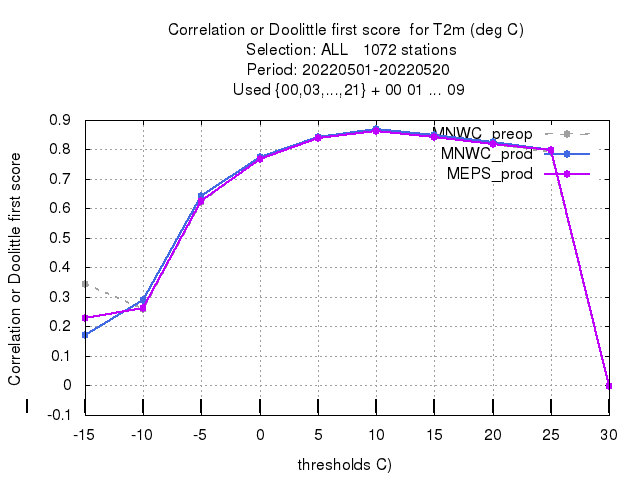 Correlation or Doolittle first score  for T2m (deg C)
Selection: ALL   1072 stations
Period: 20220501-20220520
Used {00,03,...,21} + 00 01 ... 09
Correlation or Doolittle first score
0.9
0.8
0.7
0.6
0.5
0.4
0.3
0.2
0.1
0
-0.1
MNWC_preop
MNWC_prod
MEPS_prod
-15 -10 -5 0 5 10 15 20 25 30
thresholds C)